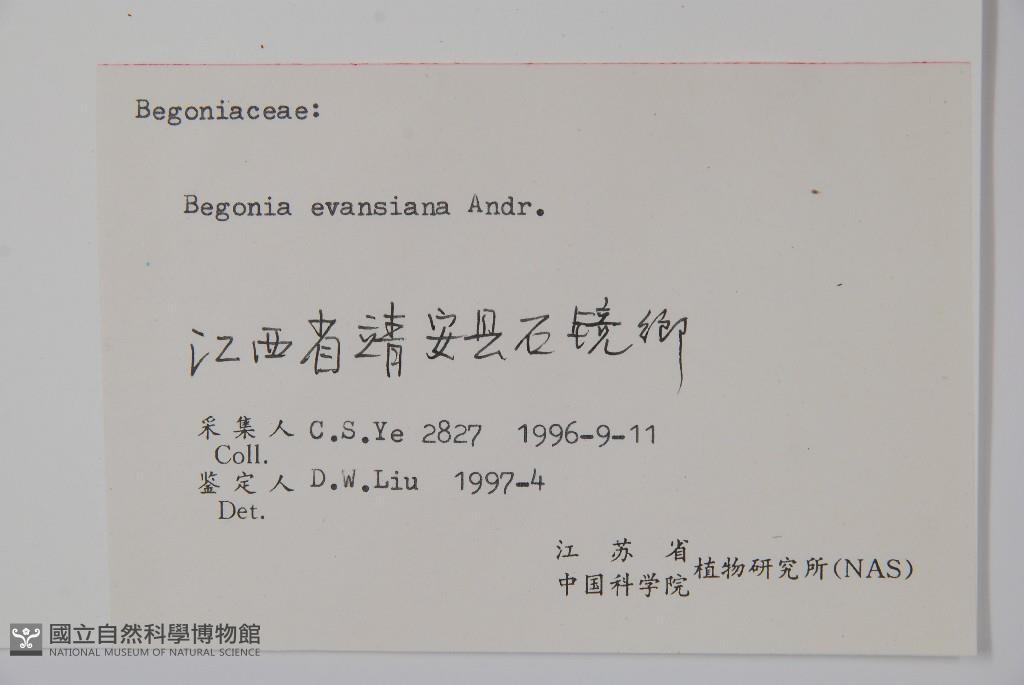 Begoniaceae:
Begonia evansiana Andr.
江西省靖安县石镜鄉
采集人 C.S.Ye 2827 1996-9-11
Coll.
鉴定人 D.W.Liu 1997-4
Det.
江苏省
中国科学院 植物研究所(NAS)
國立自然科學博物館
NATIONAL MUSEUM OF NATURAL SCIENCE